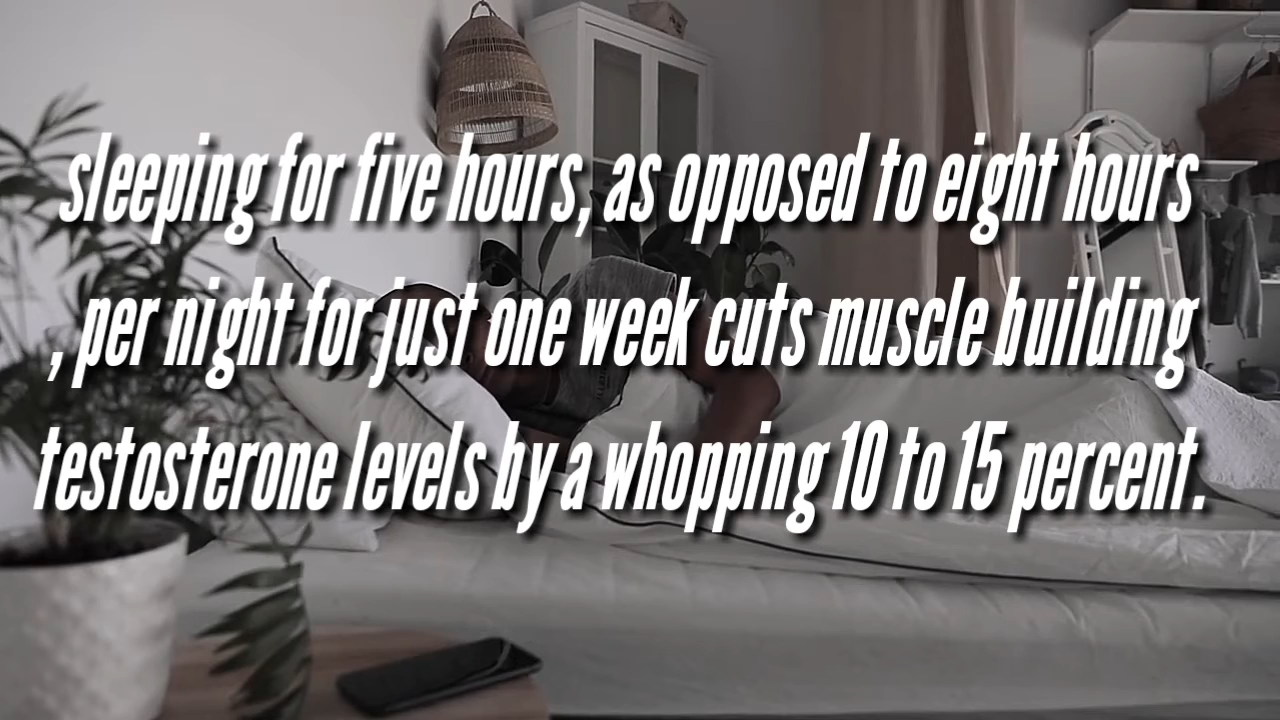 sleeping for five hours, as opposed to eight hours
, per night for just one week cuts muscle building
testosterone levels by a whopping 10 to 15 percent.